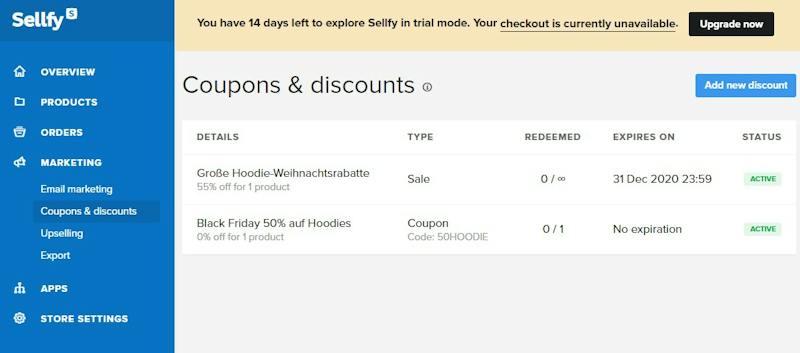 Sellfy S
You have 14 days left to explore Sellfy in trial mode. Your checkout is currently unavailable.
Upgrade now
OVERVIEW
PRODUCTS
ORDERS
MARKETING
Email marketing
Coupons & discounts
Upselling
Export
APPS
STORE SETTINGS
Coupons & discounts
Add new discount
DETAILS TYPE REDEEMED EXPIRES ON STATUS
Große Hoodie-Weihnachtsrabatte Sale 0 / ∞ 31 Dec 2020 23:59 ACTIVE
55% off for 1 product
Black Friday 50% auf Hoodies Coupon 0 / 1 No expiration ACTIVE
0% off for 1 product Code: 50HOODIE